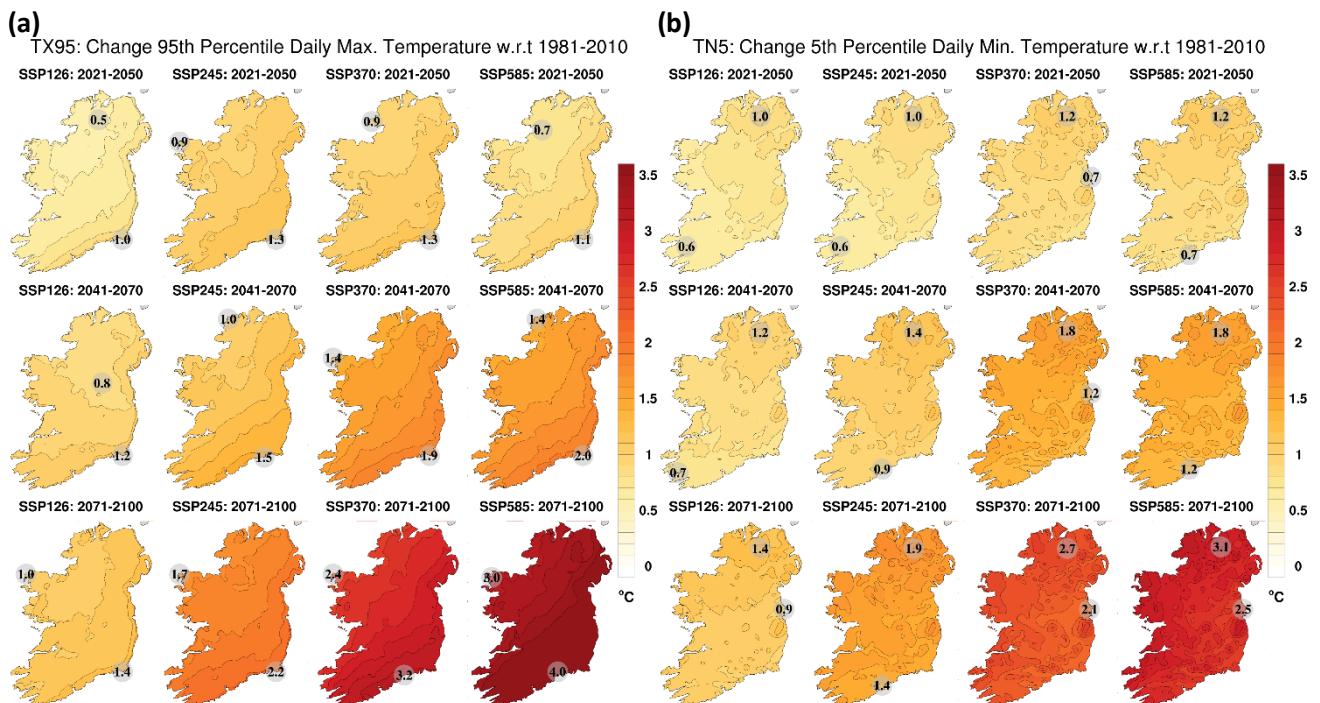 (a)
TX95: Change 95th Percentile Daily Max. Temperature w.r.t 1981-2010
SSP126: 2021-2050 SSP245: 2021-2050 SSP370: 2021-2050 SSP585: 2021-2050
0.5 0.9 0.9 0.7
1.0 1.3 1.3 1.1
SSP126: 2041-2070 SSP245: 2041-2070 SSP370: 2041-2070 SSP585: 2041-2070
0.8 1.0 1.4 1.4
1.2 1.5 1.9 2.0
SSP126: 2071-2100 SSP245: 2071-2100 SSP370: 2071-2100 SSP585: 2071-2100
1.0 1.7 2.4 3.0
1.4 2.2 3.2 4.0
3.5
3
2.5
2
1.5
1
0.5
0
°C
(b)
TN5: Change 5th Percentile Daily Min. Temperature w.r.t 1981-2010
SSP126: 2021-2050 SSP245: 2021-2050 SSP370: 2021-2050 SSP585: 2021-2050
1.0 1.0 1.2 1.2
0.6 0.6 0.7 0.7
SSP126: 2041-2070 SSP245: 2041-2070 SSP370: 2041-2070 SSP585: 2041-2070
1.2 1.4 1.8 1.8
0.7 0.9 1.2 1.2
SSP126: 2071-2100 SSP245: 2071-2100 SSP370: 2071-2100 SSP585: 2071-2100
1.4 1.9 2.7 3.1
0.9 1.4 2.1 2.5
3.5
3
2.5
2
1.5
1
0.5
0
°C